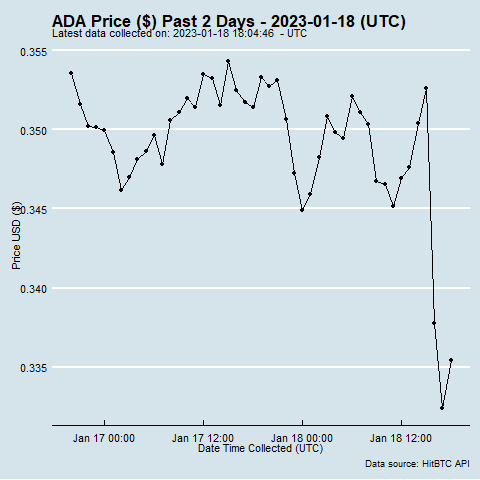 ADA Price ($) Past 2 Days - 2023-01-18 (UTC)
Latest data collected on: 2023-01-18 18:04:46  - UTC
0.355
0.350
0.345
0.340
0.335
Price USD ($)
Jan 17 00:00 Jan 17 12:00 Jan 18 00:00 Jan 18 12:00
Date Time Collected (UTC)
Data source: HitBTC API